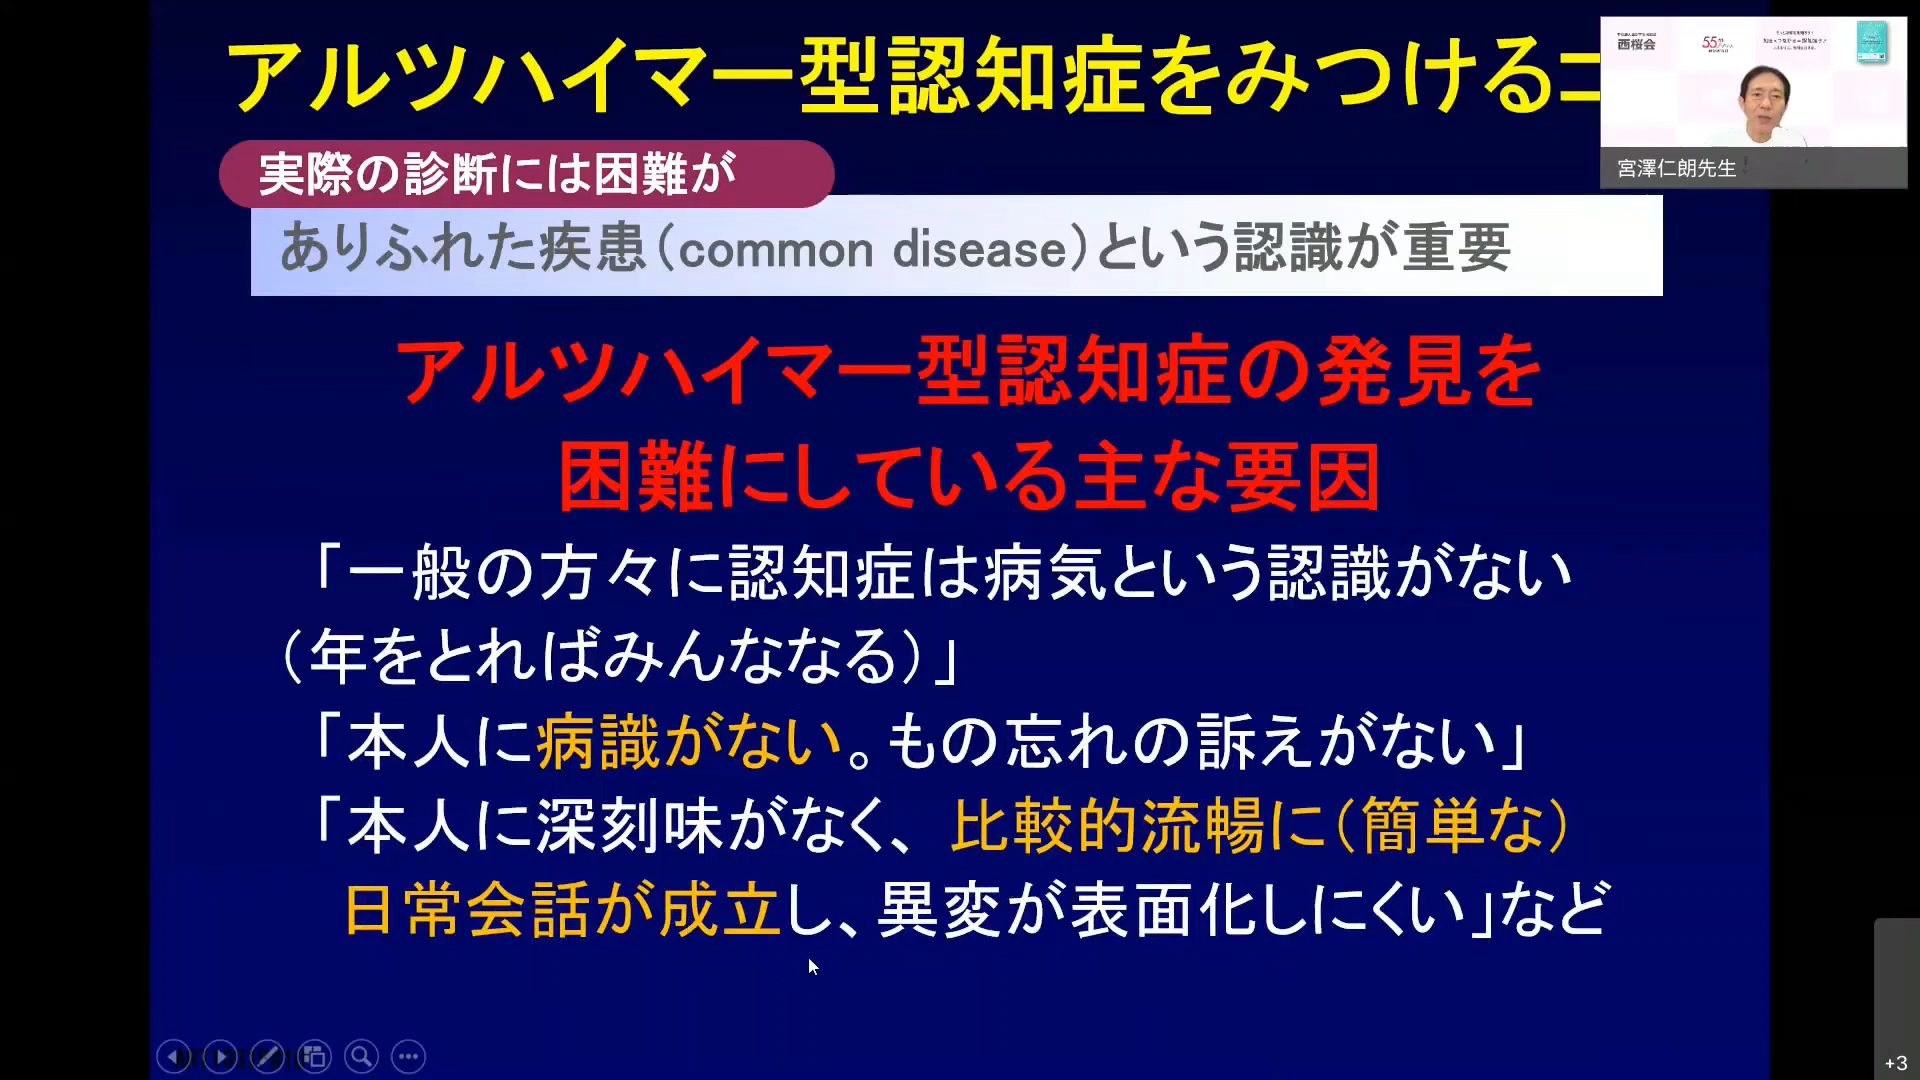 アルツハイマー型認知症をみつけるコ
実際の診断には困難が
ありふれた疾患（common disease）という認識が重要
アルツハイマー型認知症の発見を
困難にしている主な要因
「一般の方々に認知症は病気という認識がない
（年をとればみんななる）」
「本人に病識がない。もの忘れの訴えがない」
「本人に深刻味がなく、比較的流暢に（簡単な）
日常会話が成立し、異変が表面化しにくい」など
西桜会
55
宮澤仁朗先生
+3